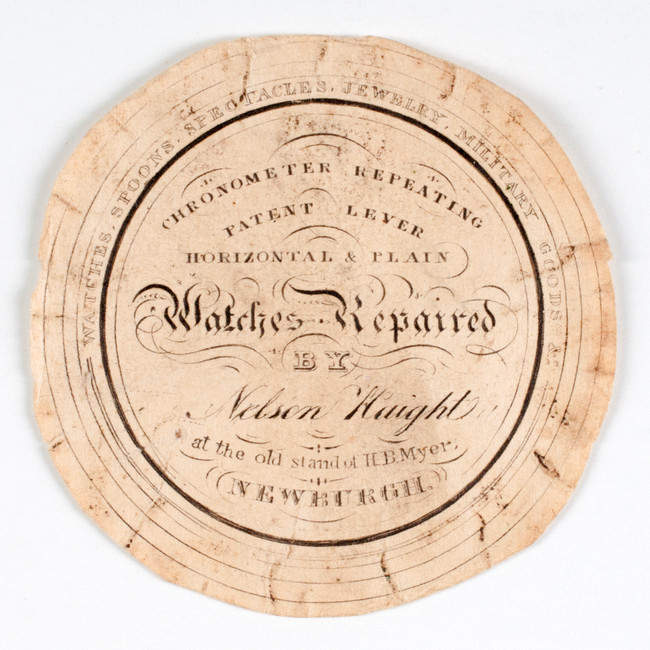 WATCHES, SPOONS, SPECTACLES, JEWELRY, MILITARY GOODS &
CHRONOMETER REPEATING
PATENT LEVER
HORIZONTAL & PLAIN
Watches Repaired
BY
Nelson Haight
at the old stand of H.B.Myer,
NEWBURGH.